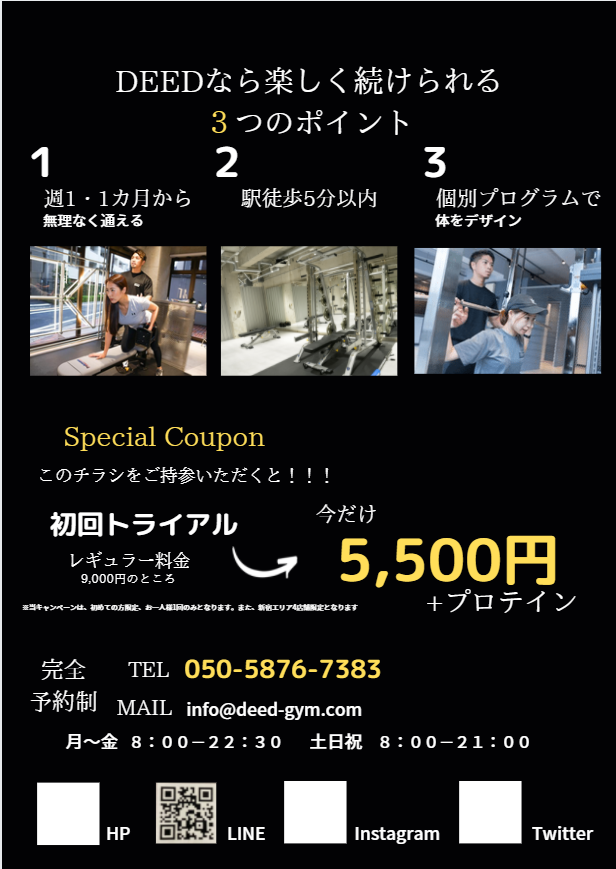 DEEDなら楽しく続けられる
３つのポイント
1
週1・1カ月から
無理なく通える
2
駅徒歩5分以内
3
個別プログラムで
体をデザイン
Special Coupon
このチラシをご持参いただくと！！！
初回トライアル
レギュラー料金
9,000円のところ
今だけ
5,500円
+プロテイン
※当キャンペーンは、初めての方限定、お一人様1回のみとなります。また、新宿エリア4店舗限定となります
完全
予約制
TEL 050-5876-7383
MAIL info@deed-gym.com
月〜金 ８：００－２２：３０ 土日祝 ８：００－２１：００
HP
LINE
Instagram
Twitter